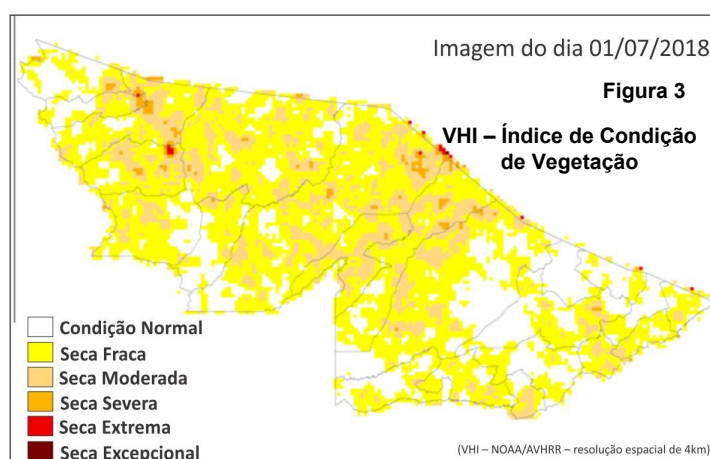 Imagem do dia 01/07/2018
Figura 3
VHI – Índice de Condição
de Vegetação
Condição Normal
Seca Fraca
Seca Moderada
Seca Severa
Seca Extrema
Seca Excepcional
(VHI – NOAA/AVHRR – resolução espacial de 4km)